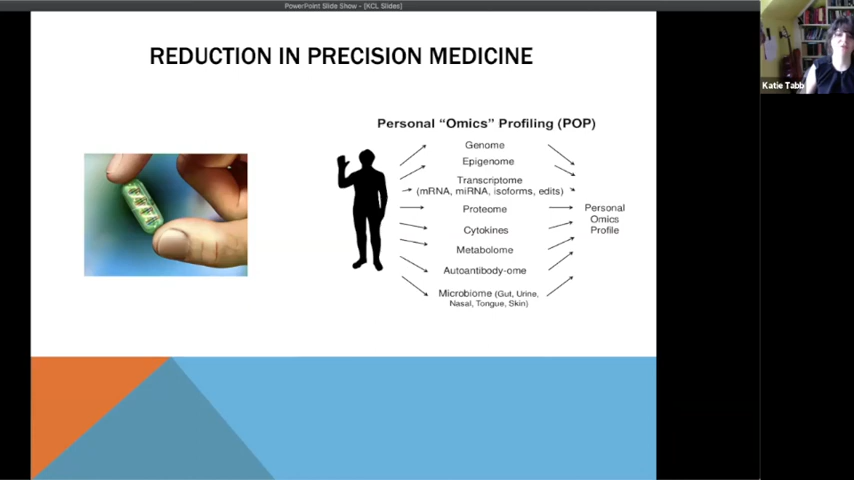 PowerPoint Slide Show - [KCL Slides]
REDUCTION IN PRECISION MEDICINE
Katie Tabb
Personal “Omics” Profiling (POP)
Genome
Epigenome
Transcriptome
(mRNA, miRNA, isoforms, edits)
Proteome
Cytokines
Metabolome
Autoantibody-ome
Microbiome (Gut, Urine,
Nasal, Tongue, Skin)
Personal
Omics
Profile